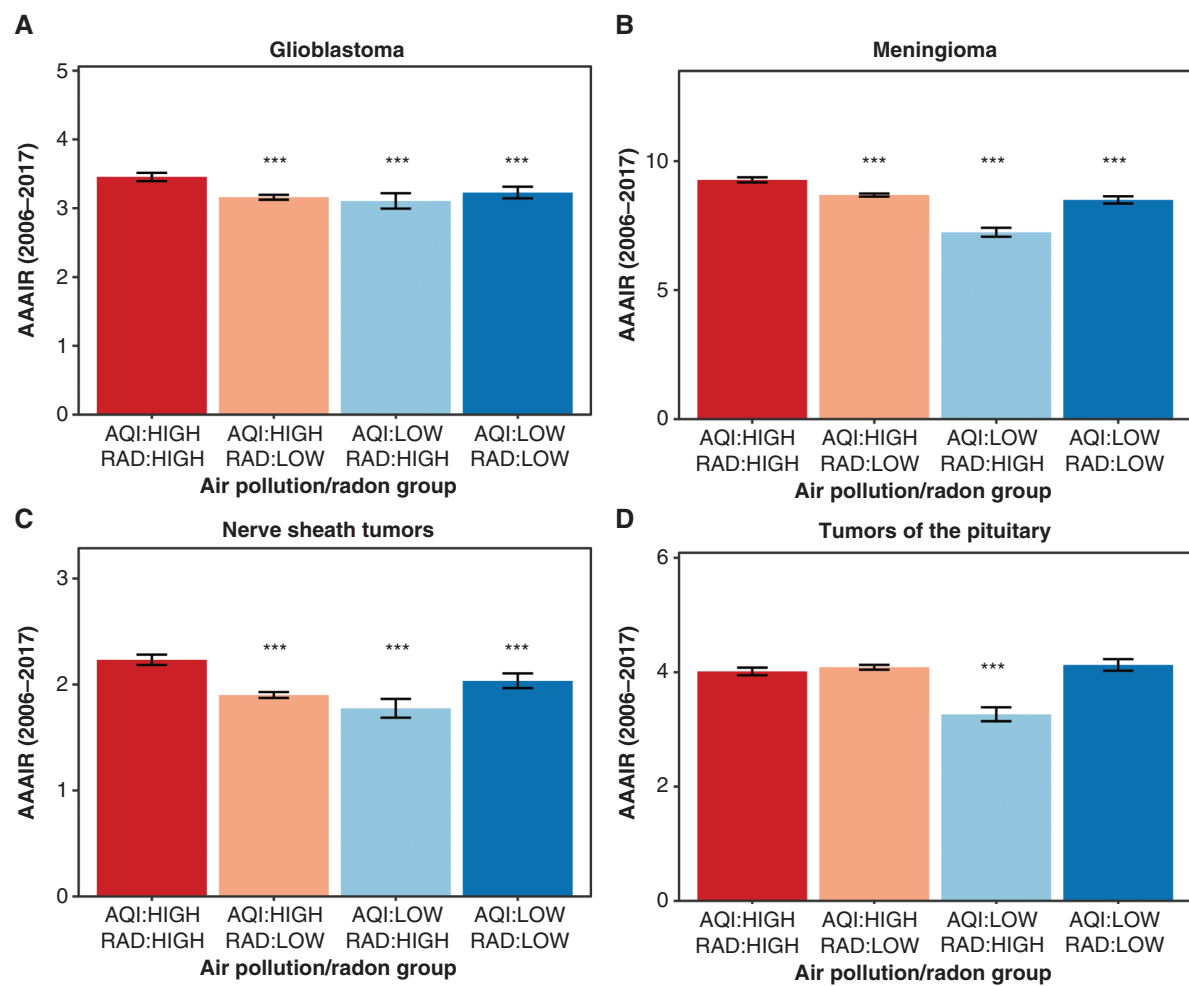 A
Glioblastoma
AAAIR (2006–2017)
5
4
3
2
1
0
*** *** ***
AQI:HIGH AQI:HIGH AQI:LOW AQI:LOW
RAD:HIGH RAD:LOW RAD:HIGH RAD:LOW
Air pollution/radon group
B
Meningioma
AAAIR (2006–2017)
10
5
0
*** *** ***
AQI:HIGH AQI:HIGH AQI:LOW AQI:LOW
RAD:HIGH RAD:LOW RAD:HIGH RAD:LOW
Air pollution/radon group
C
Nerve sheath tumors
AAAIR (2006–2017)
3
2
1
0
*** *** ***
AQI:HIGH AQI:HIGH AQI:LOW AQI:LOW
RAD:HIGH RAD:LOW RAD:HIGH RAD:LOW
Air pollution/radon group
D
Tumors of the pituitary
AAAIR (2006–2017)
6
4
2
0
***
AQI:HIGH AQI:HIGH AQI:LOW AQI:LOW
RAD:HIGH RAD:LOW RAD:HIGH RAD:LOW
Air pollution/radon group